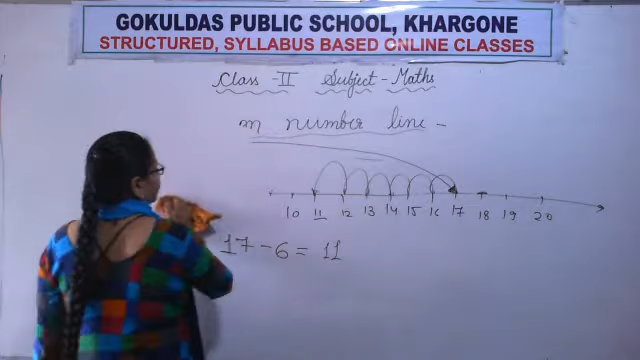 GOKULDAS PUBLIC SCHOOL, KHARGONE
STRUCTURED, SYLLABUS BASED ONLINE CLASSES
Class - II Subject - Maths
on number line -
10 11 12 13 14 15 16 17 18 19 20
17 - 6 = 11